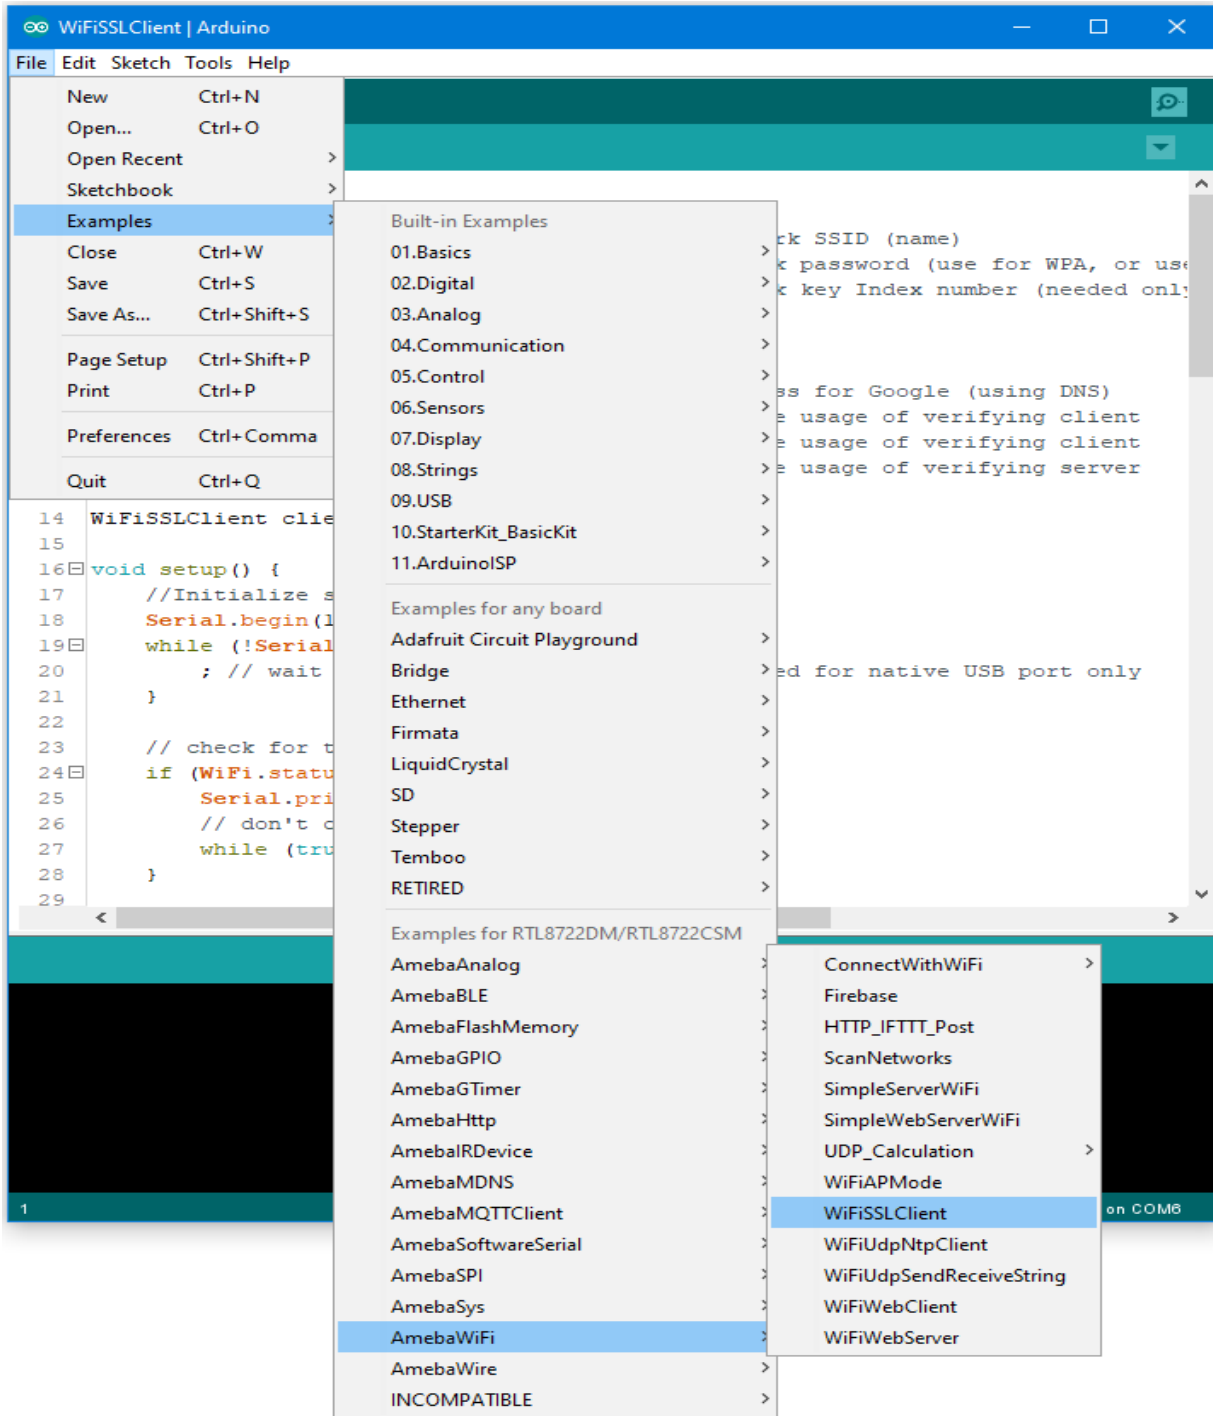 WiFiSSLClient | Arduino
File Edit Sketch Tools Help
New Ctrl+N
Open... Ctrl+O
Open Recent
Sketchbook
Examples
Close Ctrl+W
Save Ctrl+S
Save As... Ctrl+Shift+S
Page Setup Ctrl+Shift+P
Print Ctrl+P
Preferences Ctrl+Comma
Quit Ctrl+Q
Built-in Examples
01.Basics
02.Digital
03.Analog
04.Communication
05.Control
06.Sensors
07.Display
08.Strings
09.USB
10.StarterKit_BasicKit
11.ArduinoISP
Examples for any board
Adafruit Circuit Playground
Bridge
Ethernet
Firmata
LiquidCrystal
SD
Stepper
Temboo
RETIRED
Examples for RTL8722DM/RTL8722CSM
AmebaAnalog
AmebaBLE
AmebaFlashMemory
AmebaGPIO
AmebaGTimer
AmebaHttp
AmebaIRDevice
AmebaMDNS
AmebaMQTTClient
AmebaSoftwareSerial
AmebaSPI
AmebaSys
AmebaWiFi
AmebaWire
INCOMPATIBLE
ConnectWithWiFi
Firebase
HTTP_IFTTT_Post
ScanNetworks
SimpleServerWiFi
SimpleWebServerWiFi
UDP_Calculation
WiFiAPMode
WiFiSSLClient
WiFiUdpNtpClient
WiFiUdpSendReceiveString
WiFiWebClient
WiFiWebServer
rk SSID (name)
password (use for WPA, or use
key Index number (needed only
ss for Google (using DNS)
e usage of verifying client
e usage of verifying client
e usage of verifying server
14 WiFiSSLClient clie
15
16 void setup() {
17 //Initialize s
18 Serial.begin(1
19 while (!Serial
20 ; // wait ed for native USB port only
21 }
22
23 // check for t
24 if (WiFi.statu
25 Serial.pri
26 // don't c
27 while (tru
28 }
29
1 on COM6